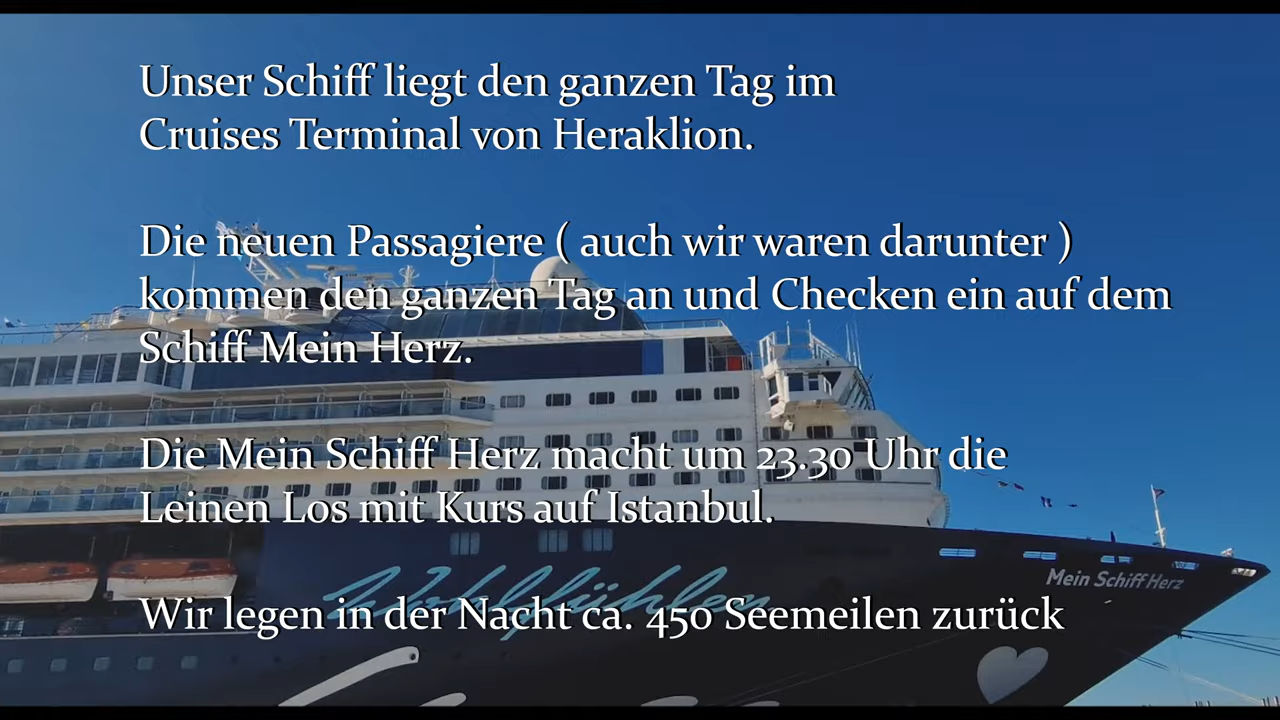 Unser Schiff liegt den ganzen Tag im
Cruises Terminal von Heraklion.
Die neuen Passagiere ( auch wir waren darunter )
kommen den ganzen Tag an und Checken ein auf dem
Schiff Mein Herz.
Die Mein Schiff Herz macht um 23.30 Uhr die
Leinen Los mit Kurs auf Istanbul.
Mein Schiff Herz
Wohlfühlen
Wir legen in der Nacht ca. 450 Seemeilen zurück